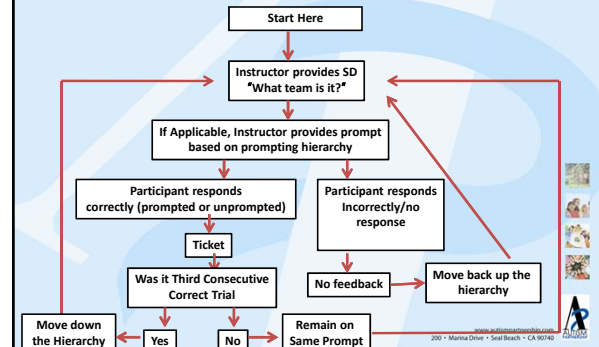 Start Here
Instructor provides SD
"What team is it?"
If Applicable, Instructor provides prompt
based on prompting hierarchy
Participant responds
correctly (prompted or unprompted)
Participant responds
Incorrectly/no
response
Ticket
Was it Third Consecutive
Correct Trial
No feedback
Move back up the
hierarchy
Move down
the Hierarchy
Yes
No
Remain on
Same Prompt
www.autismpartnership.com
200 • Marina Drive • Seal Beach • CA 90740
AUTISM